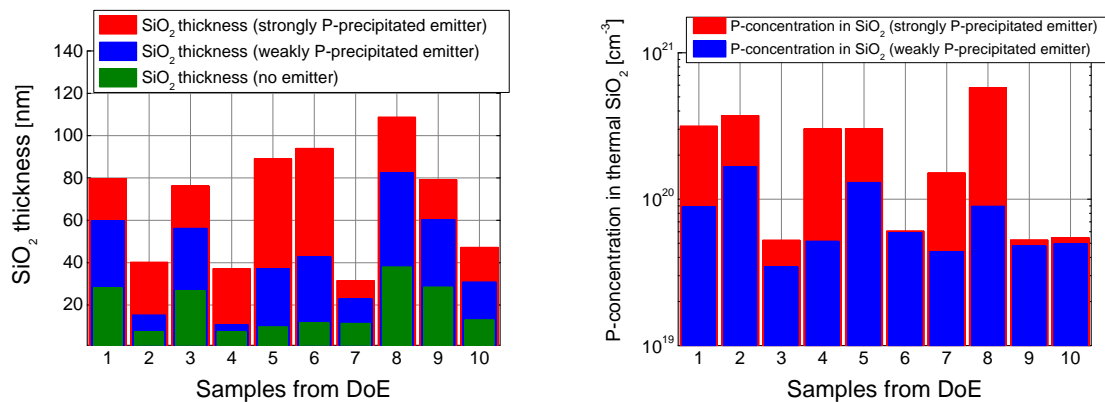 SiO2 thickness (strongly P-precipitated emitter)
SiO2 thickness (weakly P-precipitated emitter)
SiO2 thickness (no emitter)
SiO2 thickness [nm]
140
120
100
80
60
40
20
1 2 3 4 5 6 7 8 9 10
Samples from DoE
P-concentration in SiO2 (strongly P-precipitated emitter)
P-concentration in SiO2 (weakly P-precipitated emitter)
P-concentration in thermal SiO2 [cm-3]
10^21
10^20
10^19
1 2 3 4 5 6 7 8 9 10
Samples from DoE